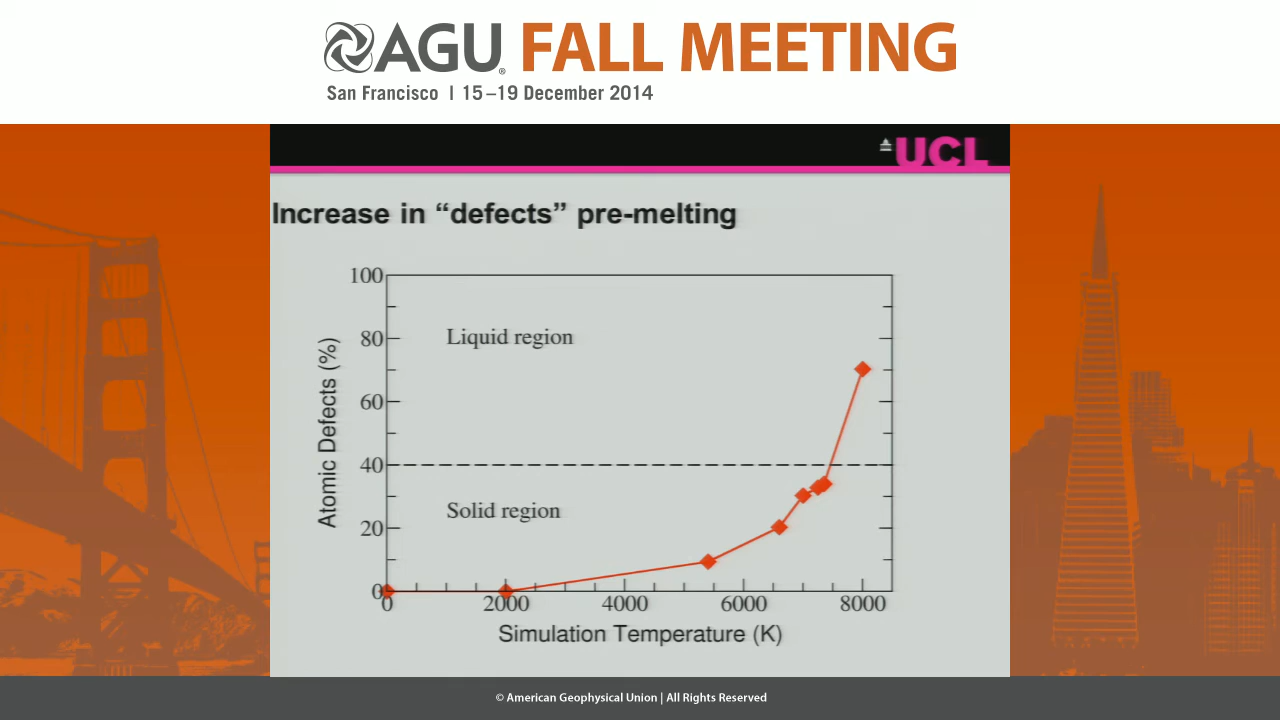 AGU® FALL MEETING
San Francisco | 15–19 December 2014
UCL
Increase in “defects” pre-melting
100
80
60
40
20
0
Liquid region
Solid region
Atomic Defects (%)
0 2000 4000 6000 8000
Simulation Temperature (K)
© American Geophysical Union | All Rights Reserved